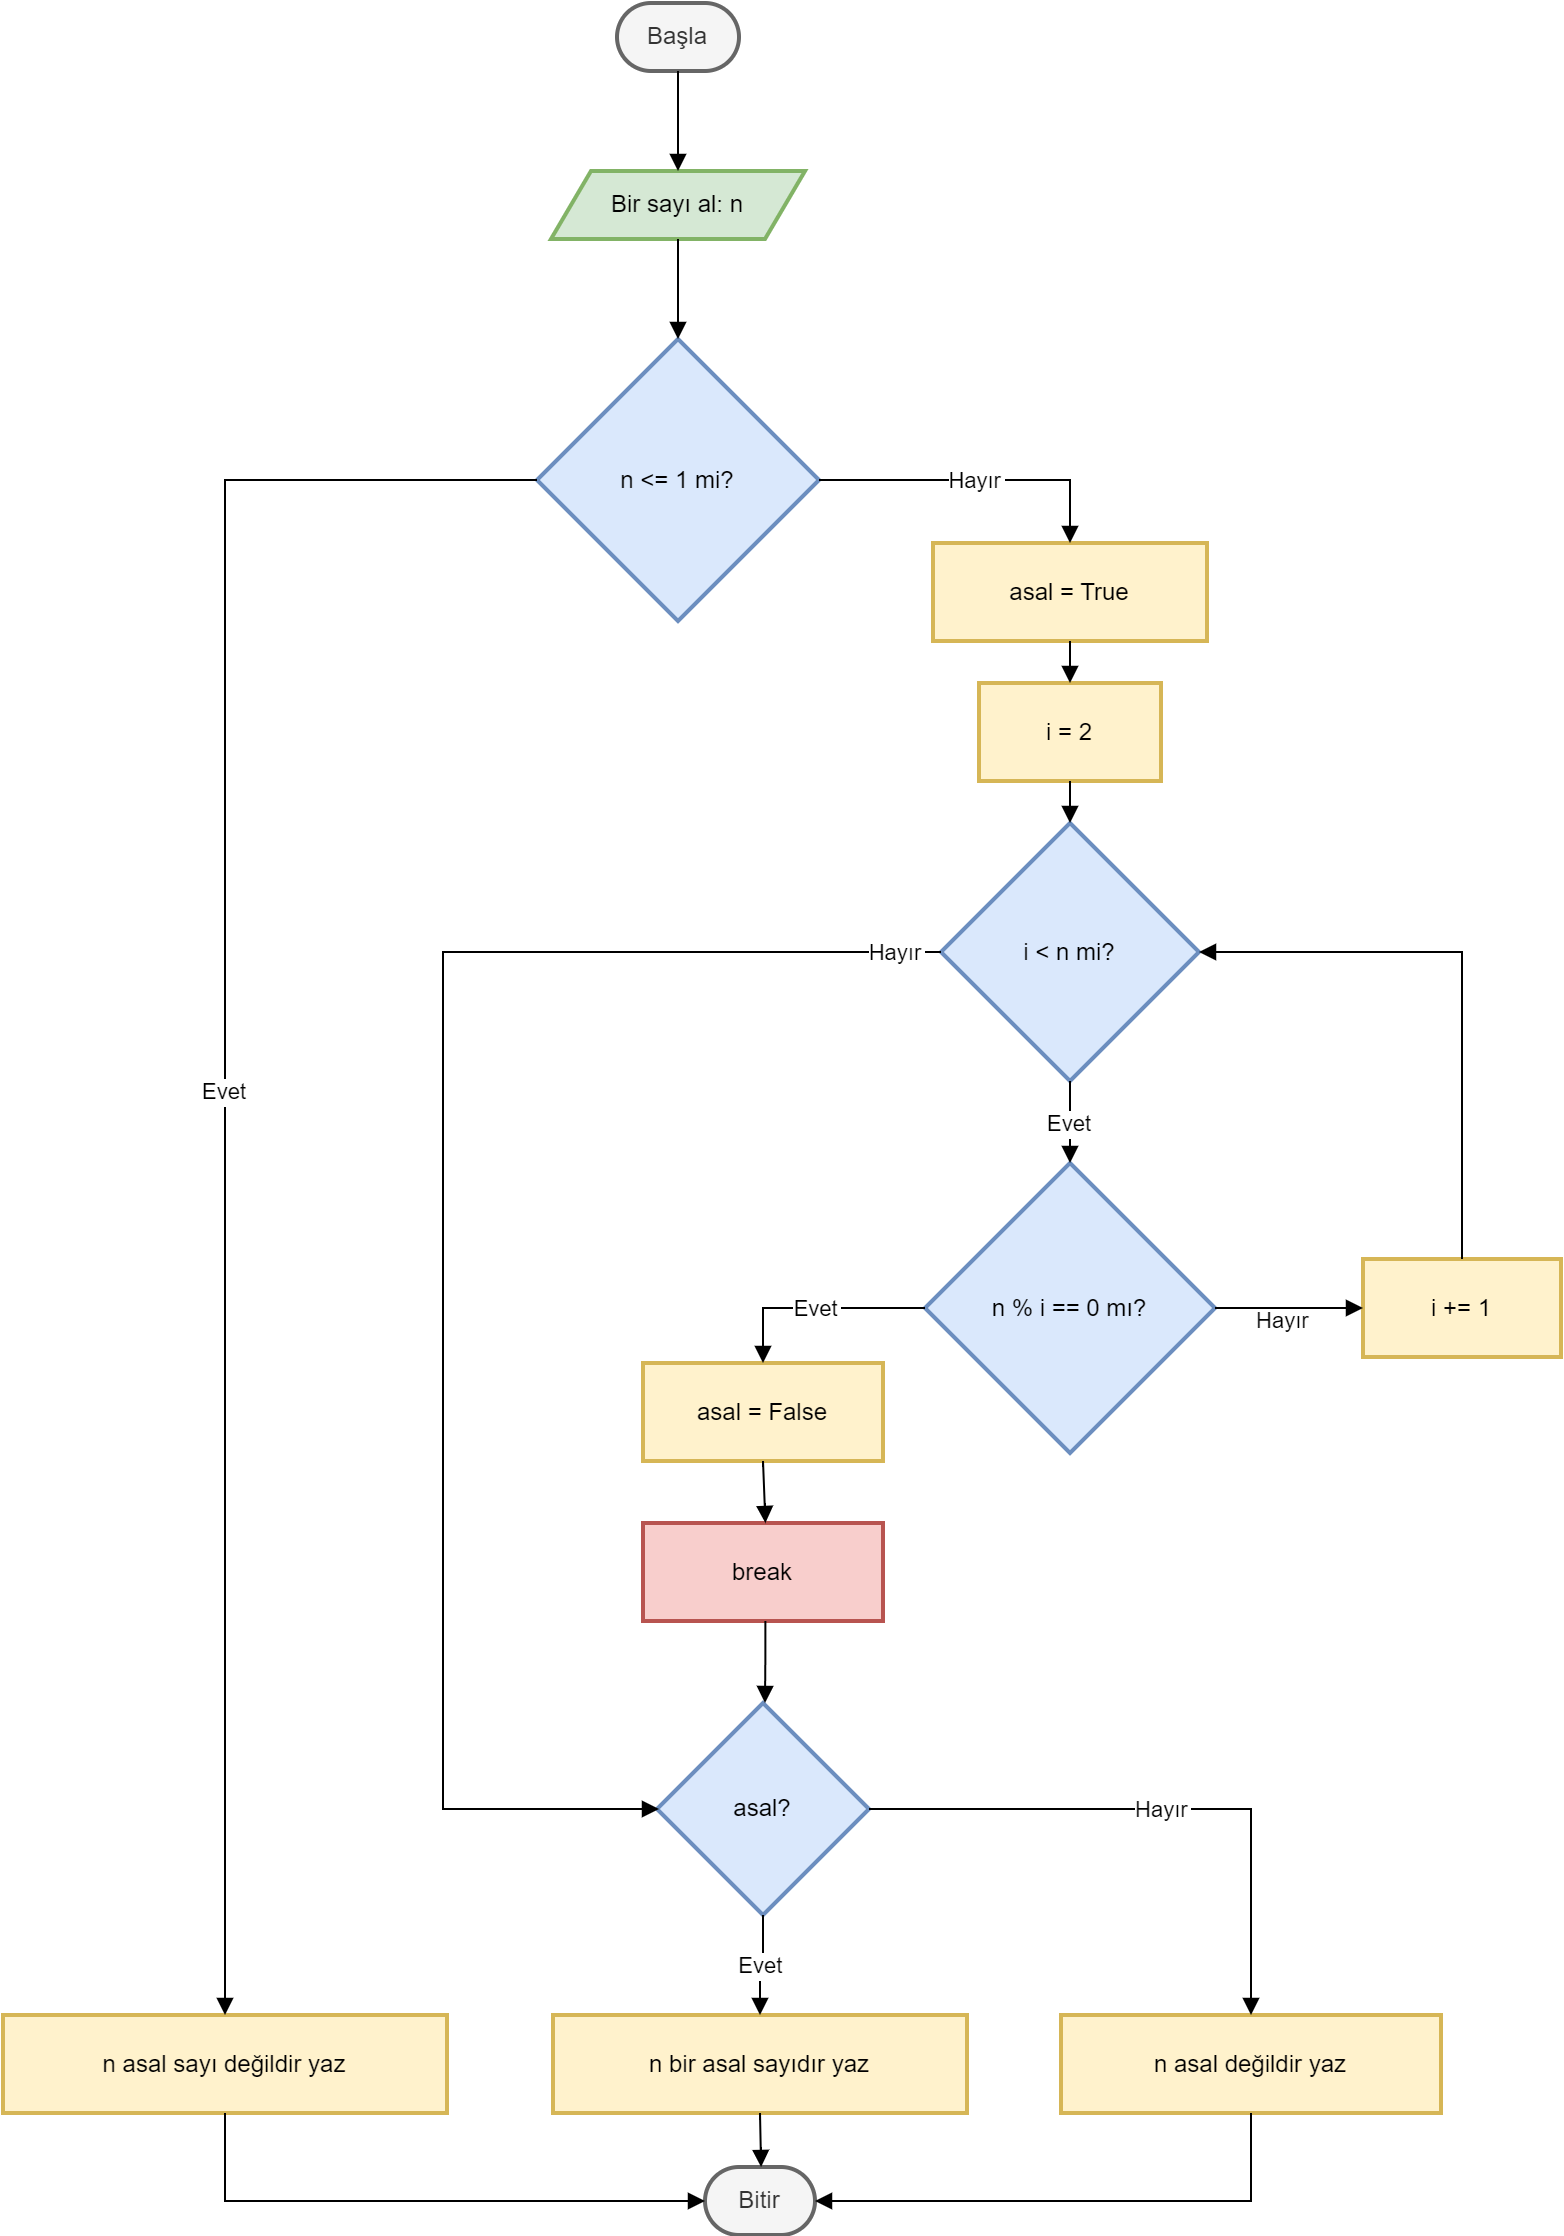 Başla
Bir sayı al: n
n <= 1 mi?
Hayır
asal = True
i = 2
i < n mi?
Hayır
Evet
Evet
n % i == 0 mı?
Evet
Hayır
i += 1
asal = False
break
asal?
Hayır
Evet
n asal sayı değildir yaz
n bir asal sayıdır yaz
n asal değildir yaz
Bitir